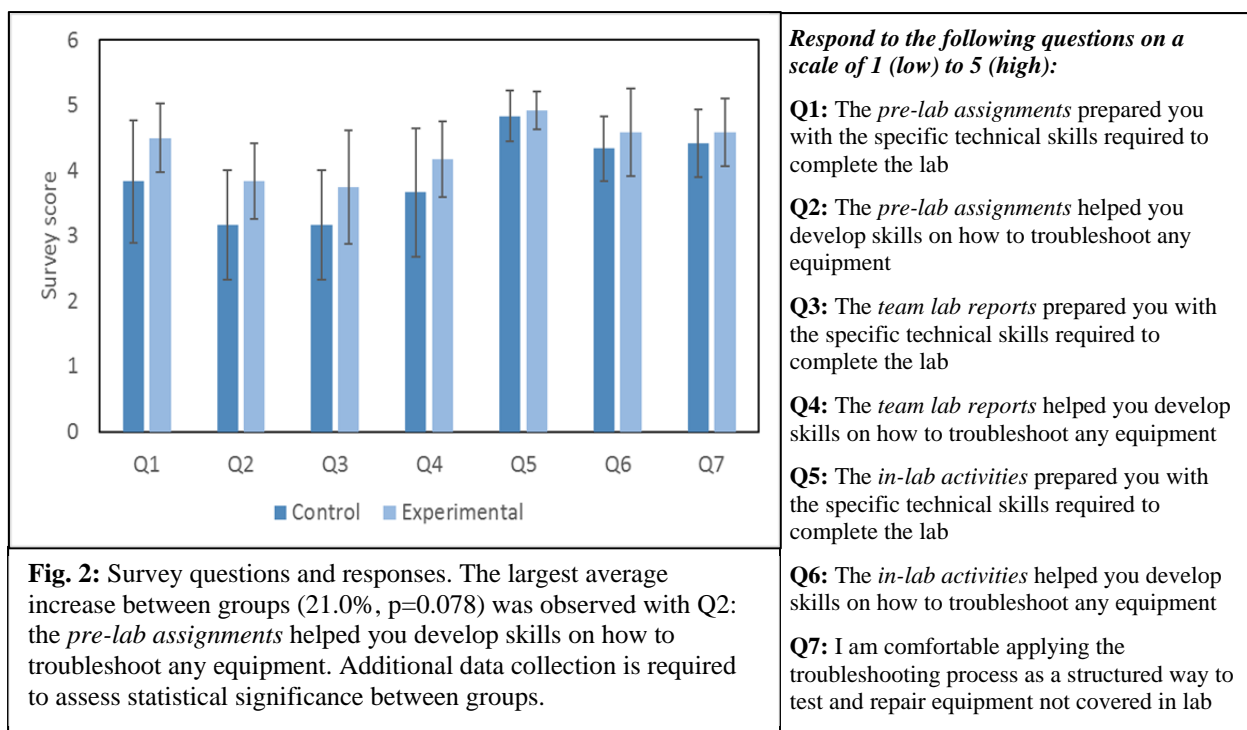 6
5
4
3
2
1
0
Survey score
Q1 Q2 Q3 Q4 Q5 Q6 Q7
Control Experimental
Fig. 2: Survey questions and responses. The largest average
increase between groups (21.0%, p=0.078) was observed with Q2:
the pre-lab assignments helped you develop skills on how to
troubleshoot any equipment. Additional data collection is required
to assess statistical significance between groups.
Respond to the following questions on a
scale of 1 (low) to 5 (high):
Q1: The pre-lab assignments prepared you
with the specific technical skills required to
complete the lab
Q2: The pre-lab assignments helped you
develop skills on how to troubleshoot any
equipment
Q3: The team lab reports prepared you with
the specific technical skills required to
complete the lab
Q4: The team lab reports helped you develop
skills on how to troubleshoot any equipment
Q5: The in-lab activities prepared you with
the specific technical skills required to
complete the lab
Q6: The in-lab activities helped you develop
skills on how to troubleshoot any equipment
Q7: I am comfortable applying the
troubleshooting process as a structured way to
test and repair equipment not covered in lab